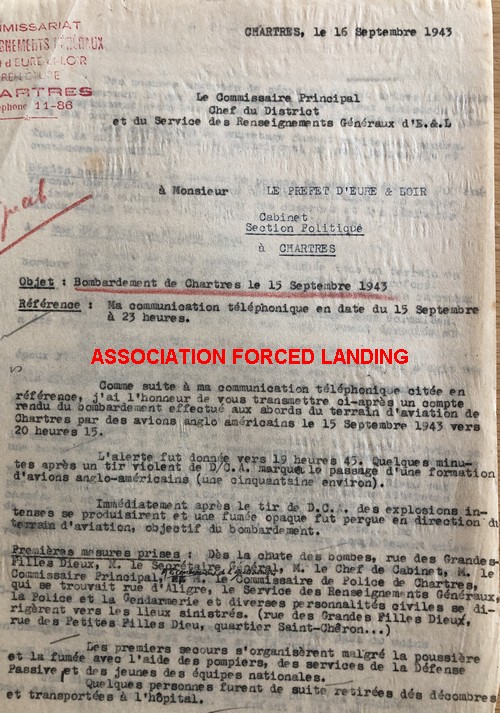 CHARTRES, le 16 Septembre 1943
MMISSARIAT
D'EURE-&-LOIR
CHARTRES
éphone 11-86
Le Commissaire Principal
Chef du District
et du Service des Renseignements Généraux d'E.&.L
à Monsieur LE PREFET D'EURE & LOIR
Cabinet
Section Politique
à CHARTRES
Objet : Bombardement de Chartres le 15 Septembre 1943
Référence : Ma communication téléphonique en date du 15 Septembre
à 23 heures.
ASSOCIATION FORCED LANDING
Comme suite à ma communication téléphonique citée en
référence, j'ai l'honneur de vous transmettre ci-après un compte
rendu du bombardement effectué aux abords du terrain d'aviation de
Chartres par des avions anglo américains le 15 Septembre 1943 vers
20 heures 15.
L'alerte fut donnée vers 19 heures 45. Quelques minu-
tes après un tir violent de D/C.A. marqua le passage d'une formation
d'avions anglo-américains (une cinquantaine environ).
Immédiatement après le tir de D.C.A. des explosions in-
tenses se produisirent et une fumée opaque fut perçue en direction du
terrain d'aviation, objectif du bombardement.
Premières mesures prises : Dès la chute des bombes, rue des Grandes-
Filles Dieux, M. le Secrétaire Général, M. le Chef de Cabinet, M. le
Commissaire Principal, M. le Commissaire de Police de Chartres,
qui se trouvait rue d'Aligre, le Service des Renseignements Généraux,
la Police et la Gendarmerie et diverses personnalités civiles se di-
rigèrent vers les lieux sinistrés. (rue des Grandes Filles Dieux,
rue des Petites Filles Dieu, quartier Saint-Chéron...)
Les premiers secours s'organisèrent malgré la poussière
et la fumée avec l'aide des pompiers, des services de la Défense
Passive et des jeunes des équipes nationales.
Quelques personnes furent de suite retirées des décombres
et transportées à l'hôpital.